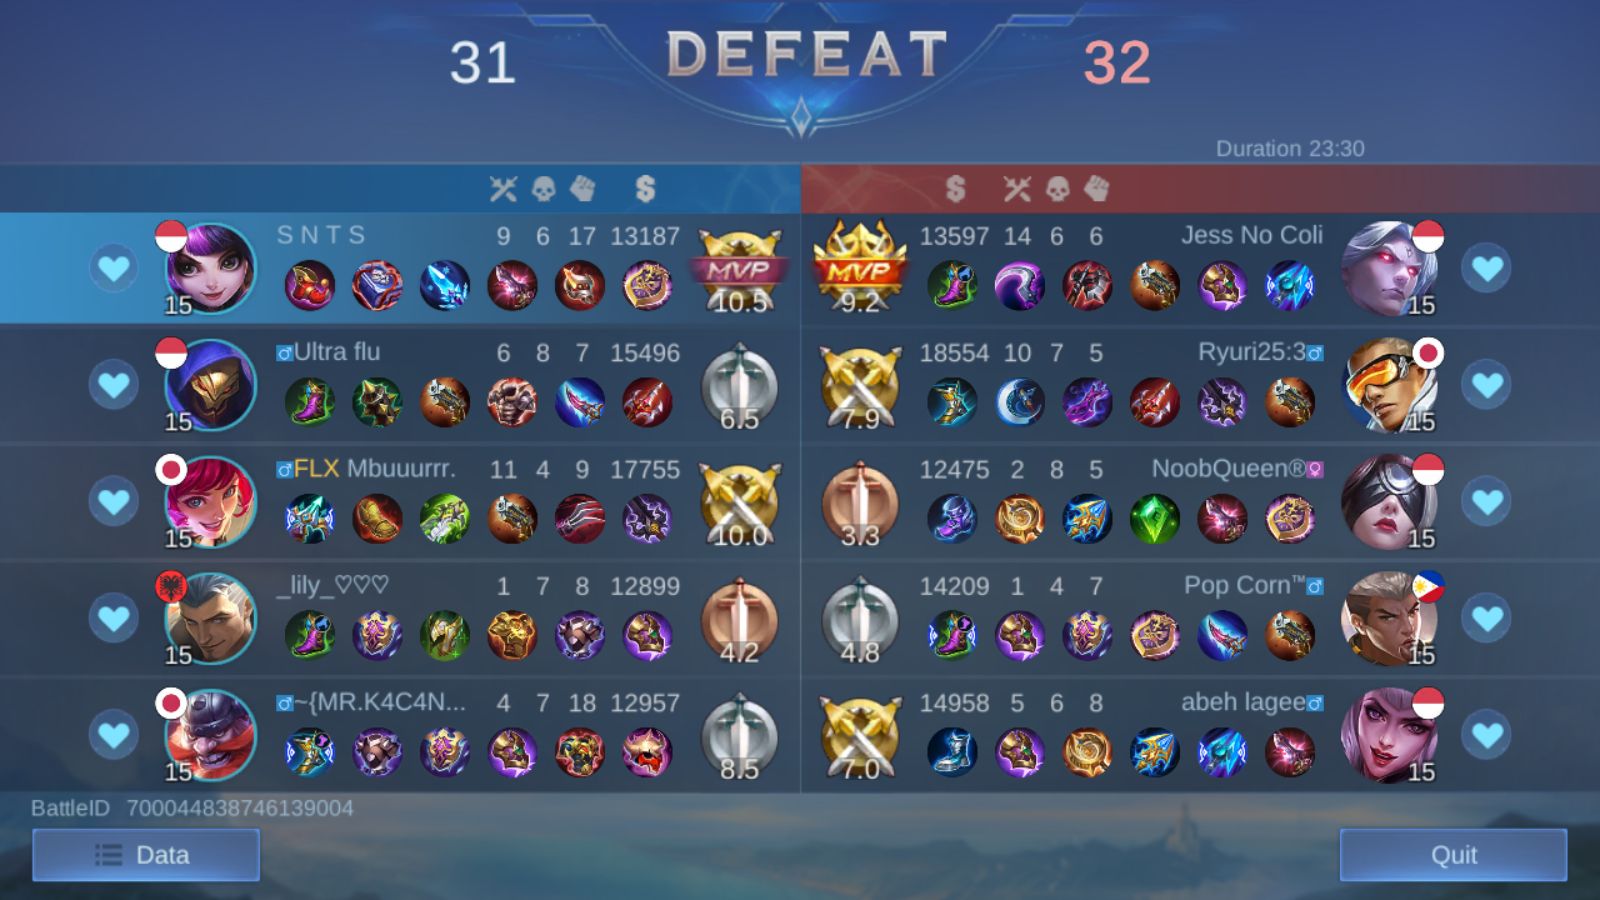 31 DEFEAT 32
Duration 23:30
S N T S 9 6 17 13187 MVP 10.5
15
MVP 9.2 13597 14 6 6 Jess No Coli
15
Ultra flu 6 8 7 15496 6.5
15
7.9 18554 10 7 5 Ryuri25:3
15
FLX Mbuuurrr. 11 4 9 17755 10.0
15
3.3 12475 2 8 5 NoobQueen®
15
_lily_♡♡♡ 1 7 8 12899 4.2
15
4.8 14209 1 4 7 Pop Corn™
15
~{MR.K4C4N... 4 7 18 12957 8.5
15
7.0 14958 5 6 8 abeh lagee
15
BattleID 700044838746139004
Data
Quit